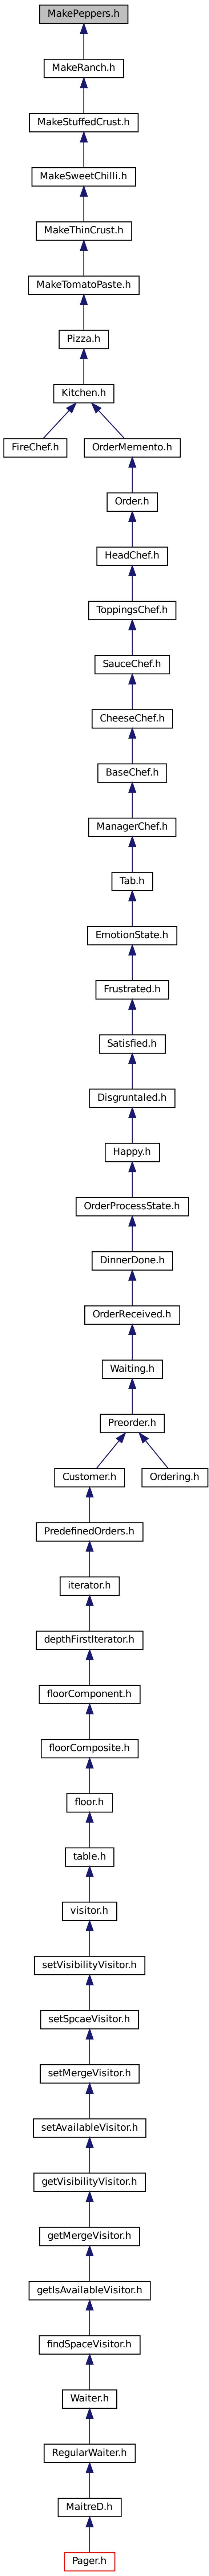 MakePeppers.h
MakeRanch.h
MakeStuffedCrust.h
MakeSweetChilli.h
MakeThinCrust.h
MakeTomatoPaste.h
Pizza.h
Kitchen.h
FireChef.h
OrderMemento.h
Order.h
HeadChef.h
ToppingsChef.h
SauceChef.h
CheeseChef.h
BaseChef.h
ManagerChef.h
Tab.h
EmotionState.h
Frustrated.h
Satisfied.h
Disgruntaled.h
Happy.h
OrderProcessState.h
DinnerDone.h
OrderReceived.h
Waiting.h
Preorder.h
Customer.h
Ordering.h
PredefinedOrders.h
iterator.h
depthFirstIterator.h
floorComponent.h
floorComposite.h
floor.h
table.h
visitor.h
setVisibilityVisitor.h
setSpcaeVisitor.h
setMergeVisitor.h
setAvailableVisitor.h
getVisibilityVisitor.h
getMergeVisitor.h
getIsAvailableVisitor.h
findSpaceVisitor.h
Waiter.h
RegularWaiter.h
MaitreD.h
Pager.h